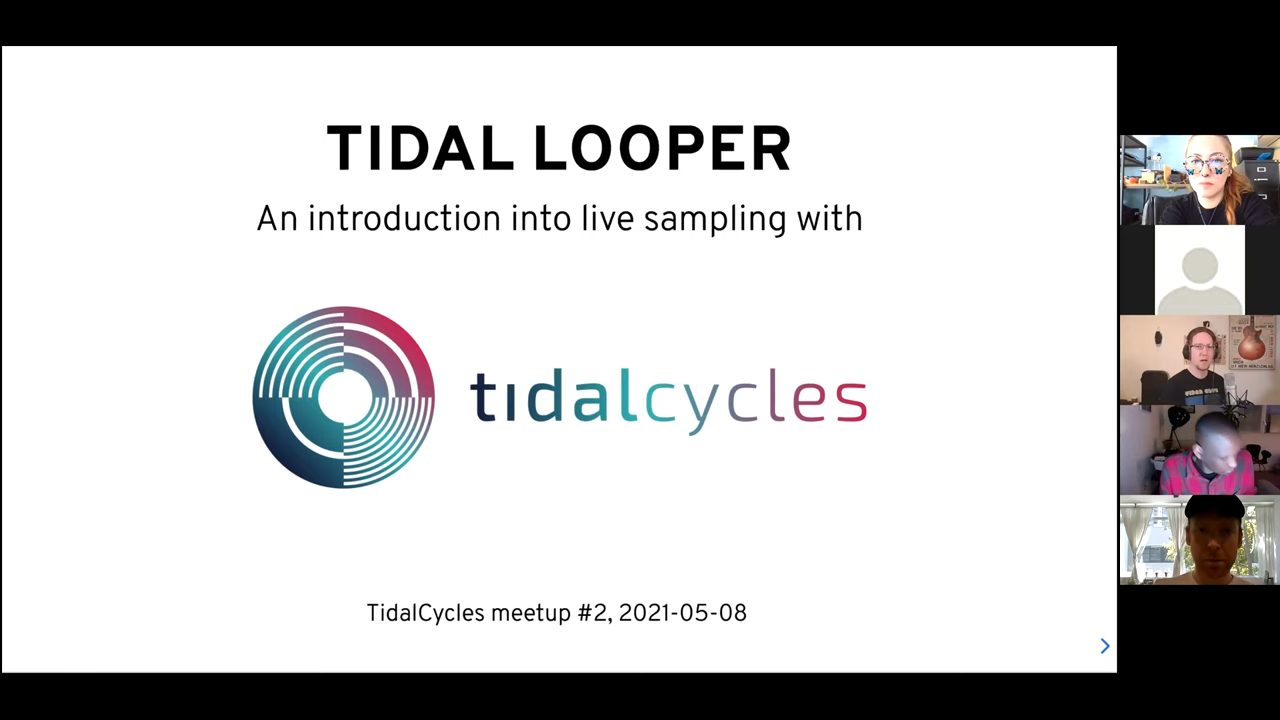 TIDAL LOOPER
An introduction into live sampling with
tidalcycles
TidalCycles meetup #2, 2021-05-08